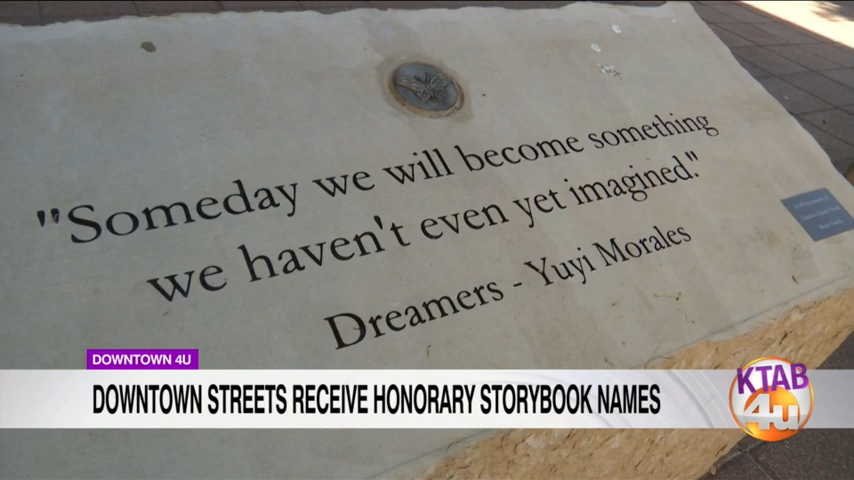 "Someday we will become something
we haven't even yet imagined."
Dreamers - Yuyi Morales
DOWNTOWN 4U
DOWNTOWN STREETS RECEIVE HONORARY STORYBOOK NAMES
KTAB
4u